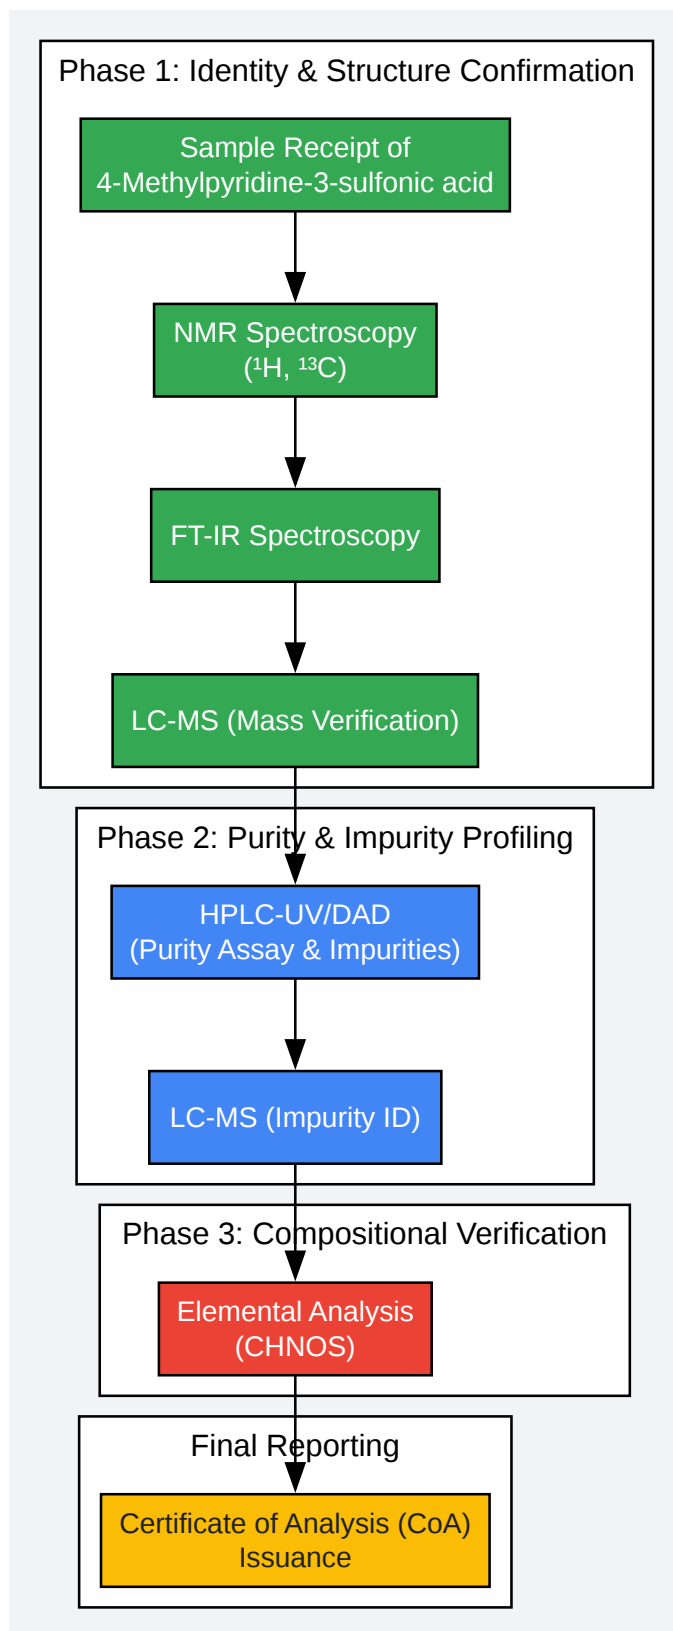 Phase 1: Identity & Structure Confirmation
Sample Receipt of
4-Methylpyridine-3-sulfonic acid
NMR Spectroscopy
(¹H, ¹³C)
FT-IR Spectroscopy
LC-MS (Mass Verification)
Phase 2: Purity & Impurity Profiling
HPLC-UV/DAD
(Purity Assay & Impurities)
LC-MS (Impurity ID)
Phase 3: Compositional Verification
Elemental Analysis
(CHNOS)
Final Reporting
Certificate of Analysis (CoA)
Issuance